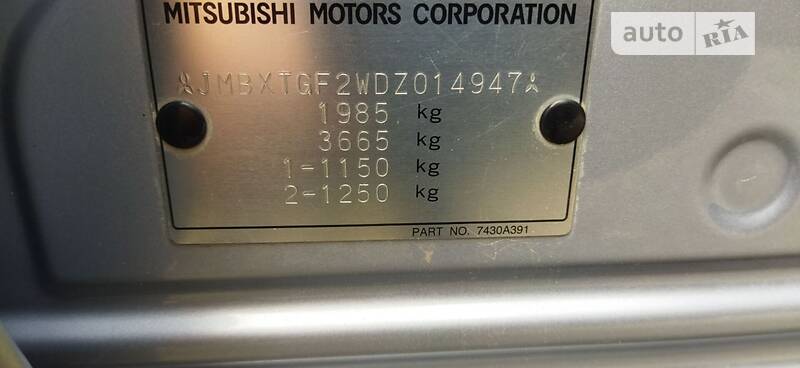 MITSUBISHI MOTORS CORPORATION
auto RIA
JMBXTGF2WDZ014947
1985 kg
3665 kg
1-1150 kg
2-1250 kg
PART NO. 7430A391